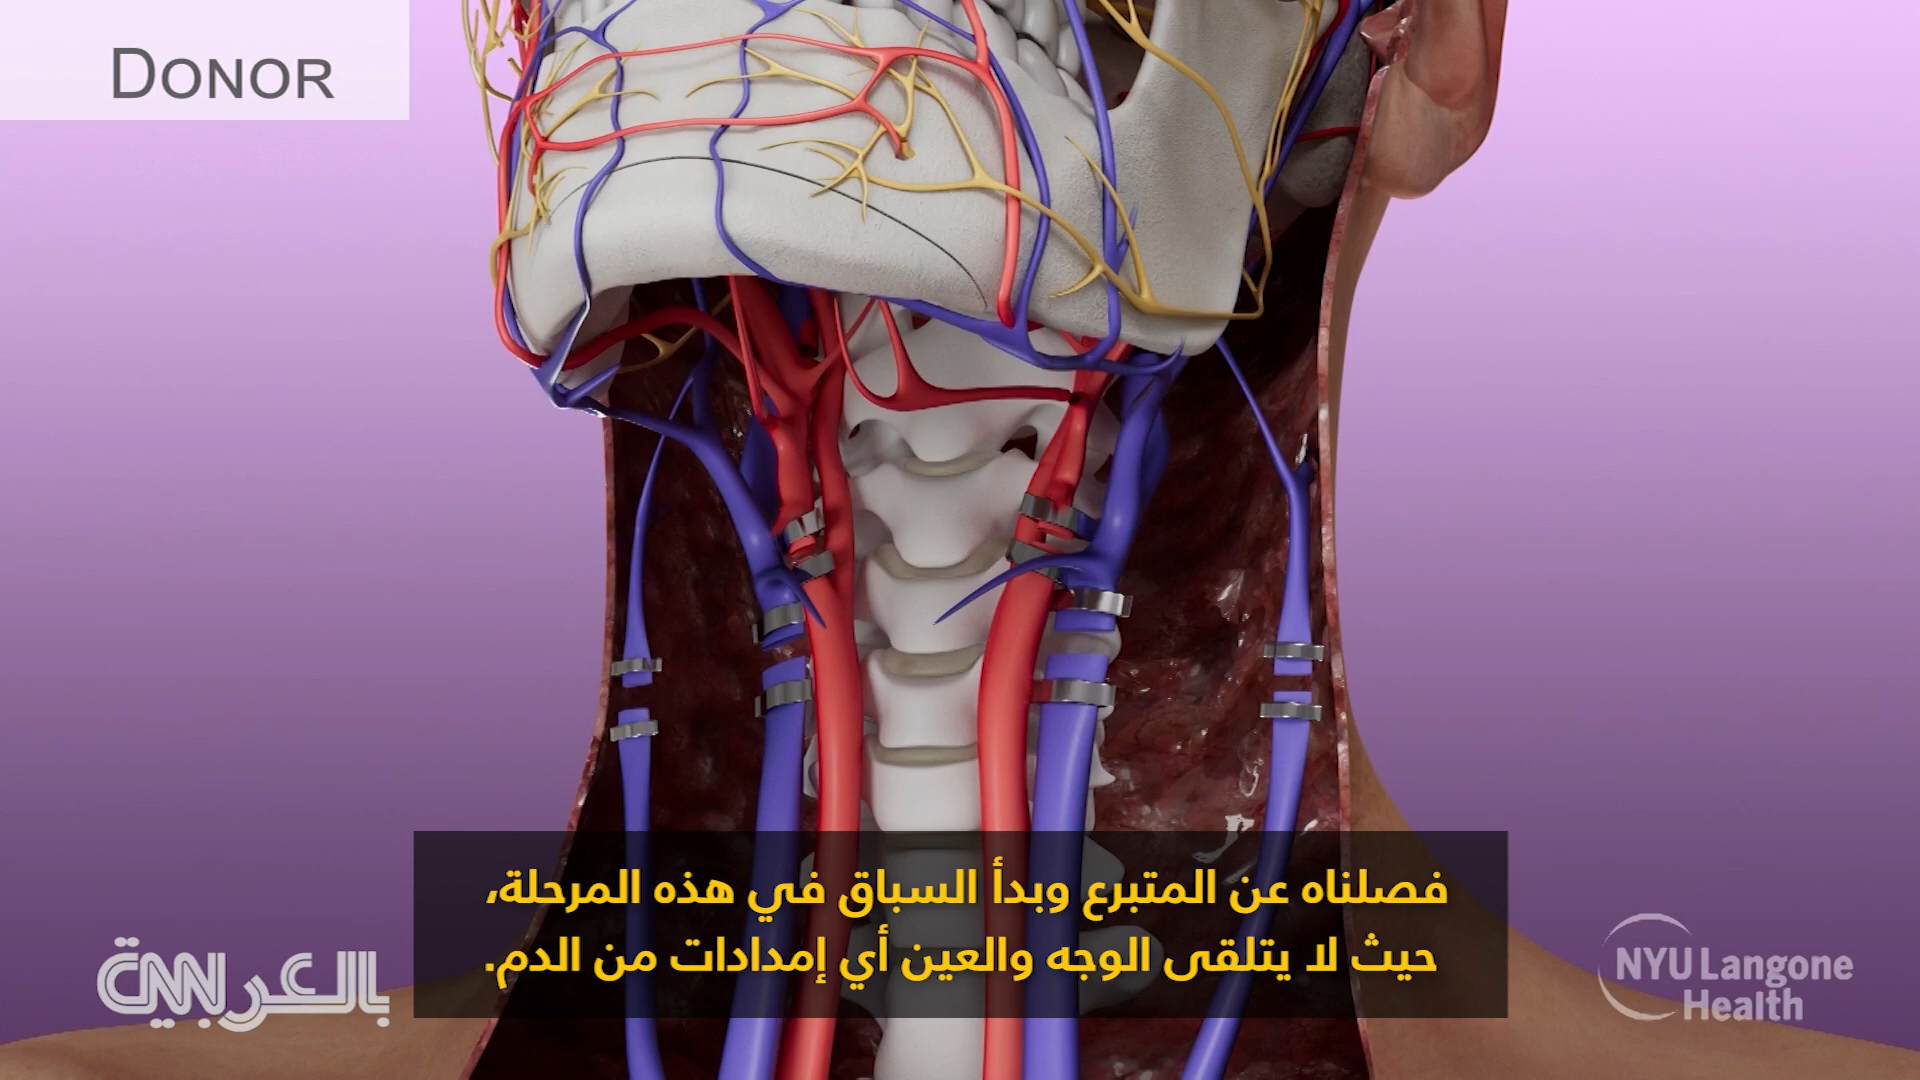 DONOR
فصلناه عن المتبرع وبدأ السباق في هذه المرحلة،
حيث لا يتلقى الوجه والعين أي إمدادات من الدم.
CNN بالعربية
NYU Langone
Health